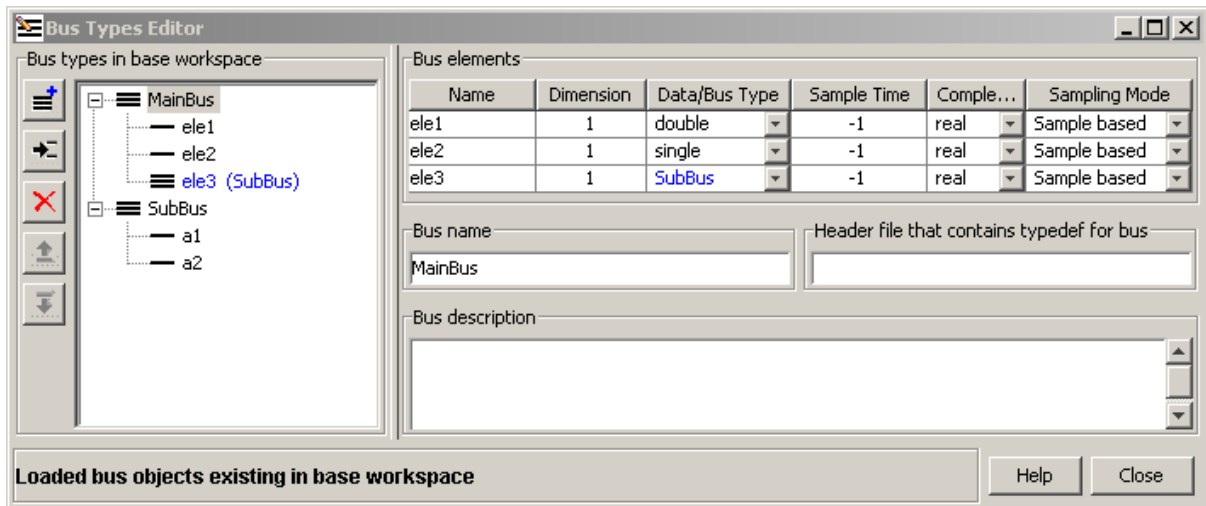 Bus Types Editor
Bus types in base workspace
MainBus
ele1
ele2
ele3 (SubBus)
SubBus
a1
a2
Bus elements
Name Dimension Data/Bus Type Sample Time Comple... Sampling Mode
ele1 1 double -1 real Sample based
ele2 1 single -1 real Sample based
ele3 1 SubBus -1 real Sample based
Bus name
MainBus
Header file that contains typedef for bus
Bus description
Loaded bus objects existing in base workspace
Help Close